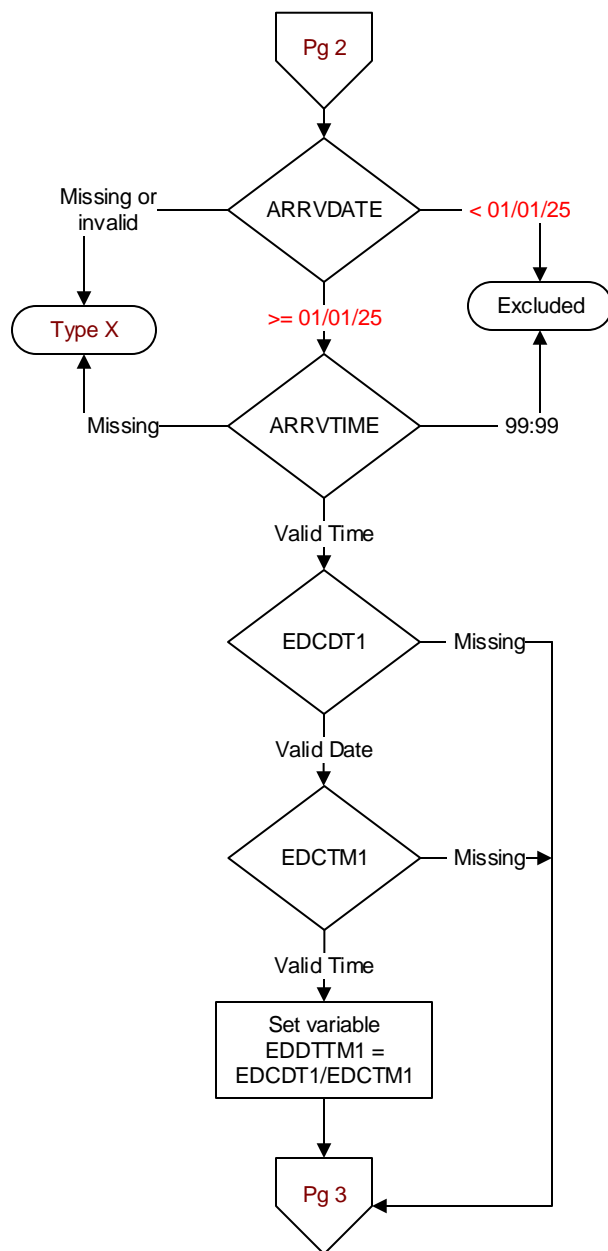 Pg 2
Missing or
invalid
ARRVDATE
< 01/01/25
Type X
>= 01/01/25
Excluded
Missing
ARRVTIME
99:99
Valid Time
EDCDT1
Missing
Valid Date
EDCTM1
Missing
Valid Time
Set variable
EDDTTM1 =
EDCDT1/EDCTM1
Pg 3